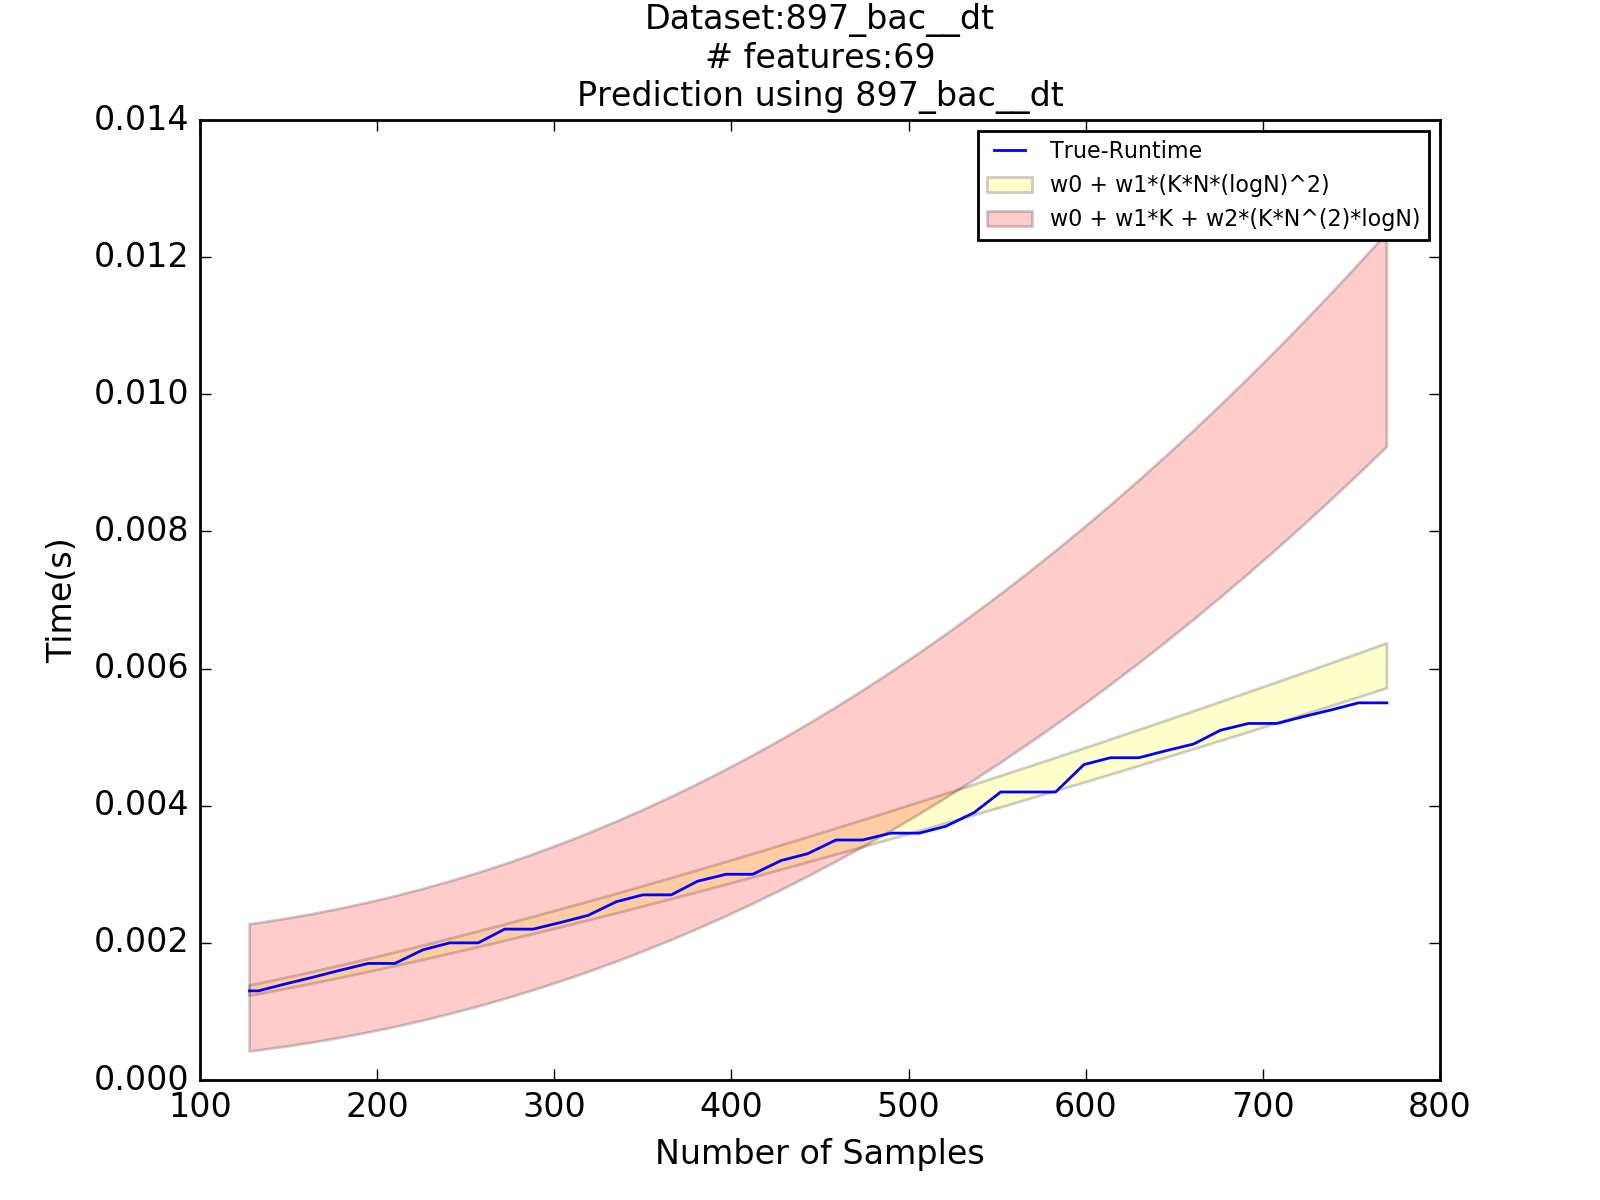 Dataset:897_bac__dt
# features:69
Prediction using 897_bac__dt
0.014
0.012
0.010
0.008
0.006
0.004
0.002
0.000
Time(s)
True-Runtime
w0 + w1*(K*N*(logN)^2)
w0 + w1*K + w2*(K*N^(2)*logN)
100 200 300 400 500 600 700 800
Number of Samples